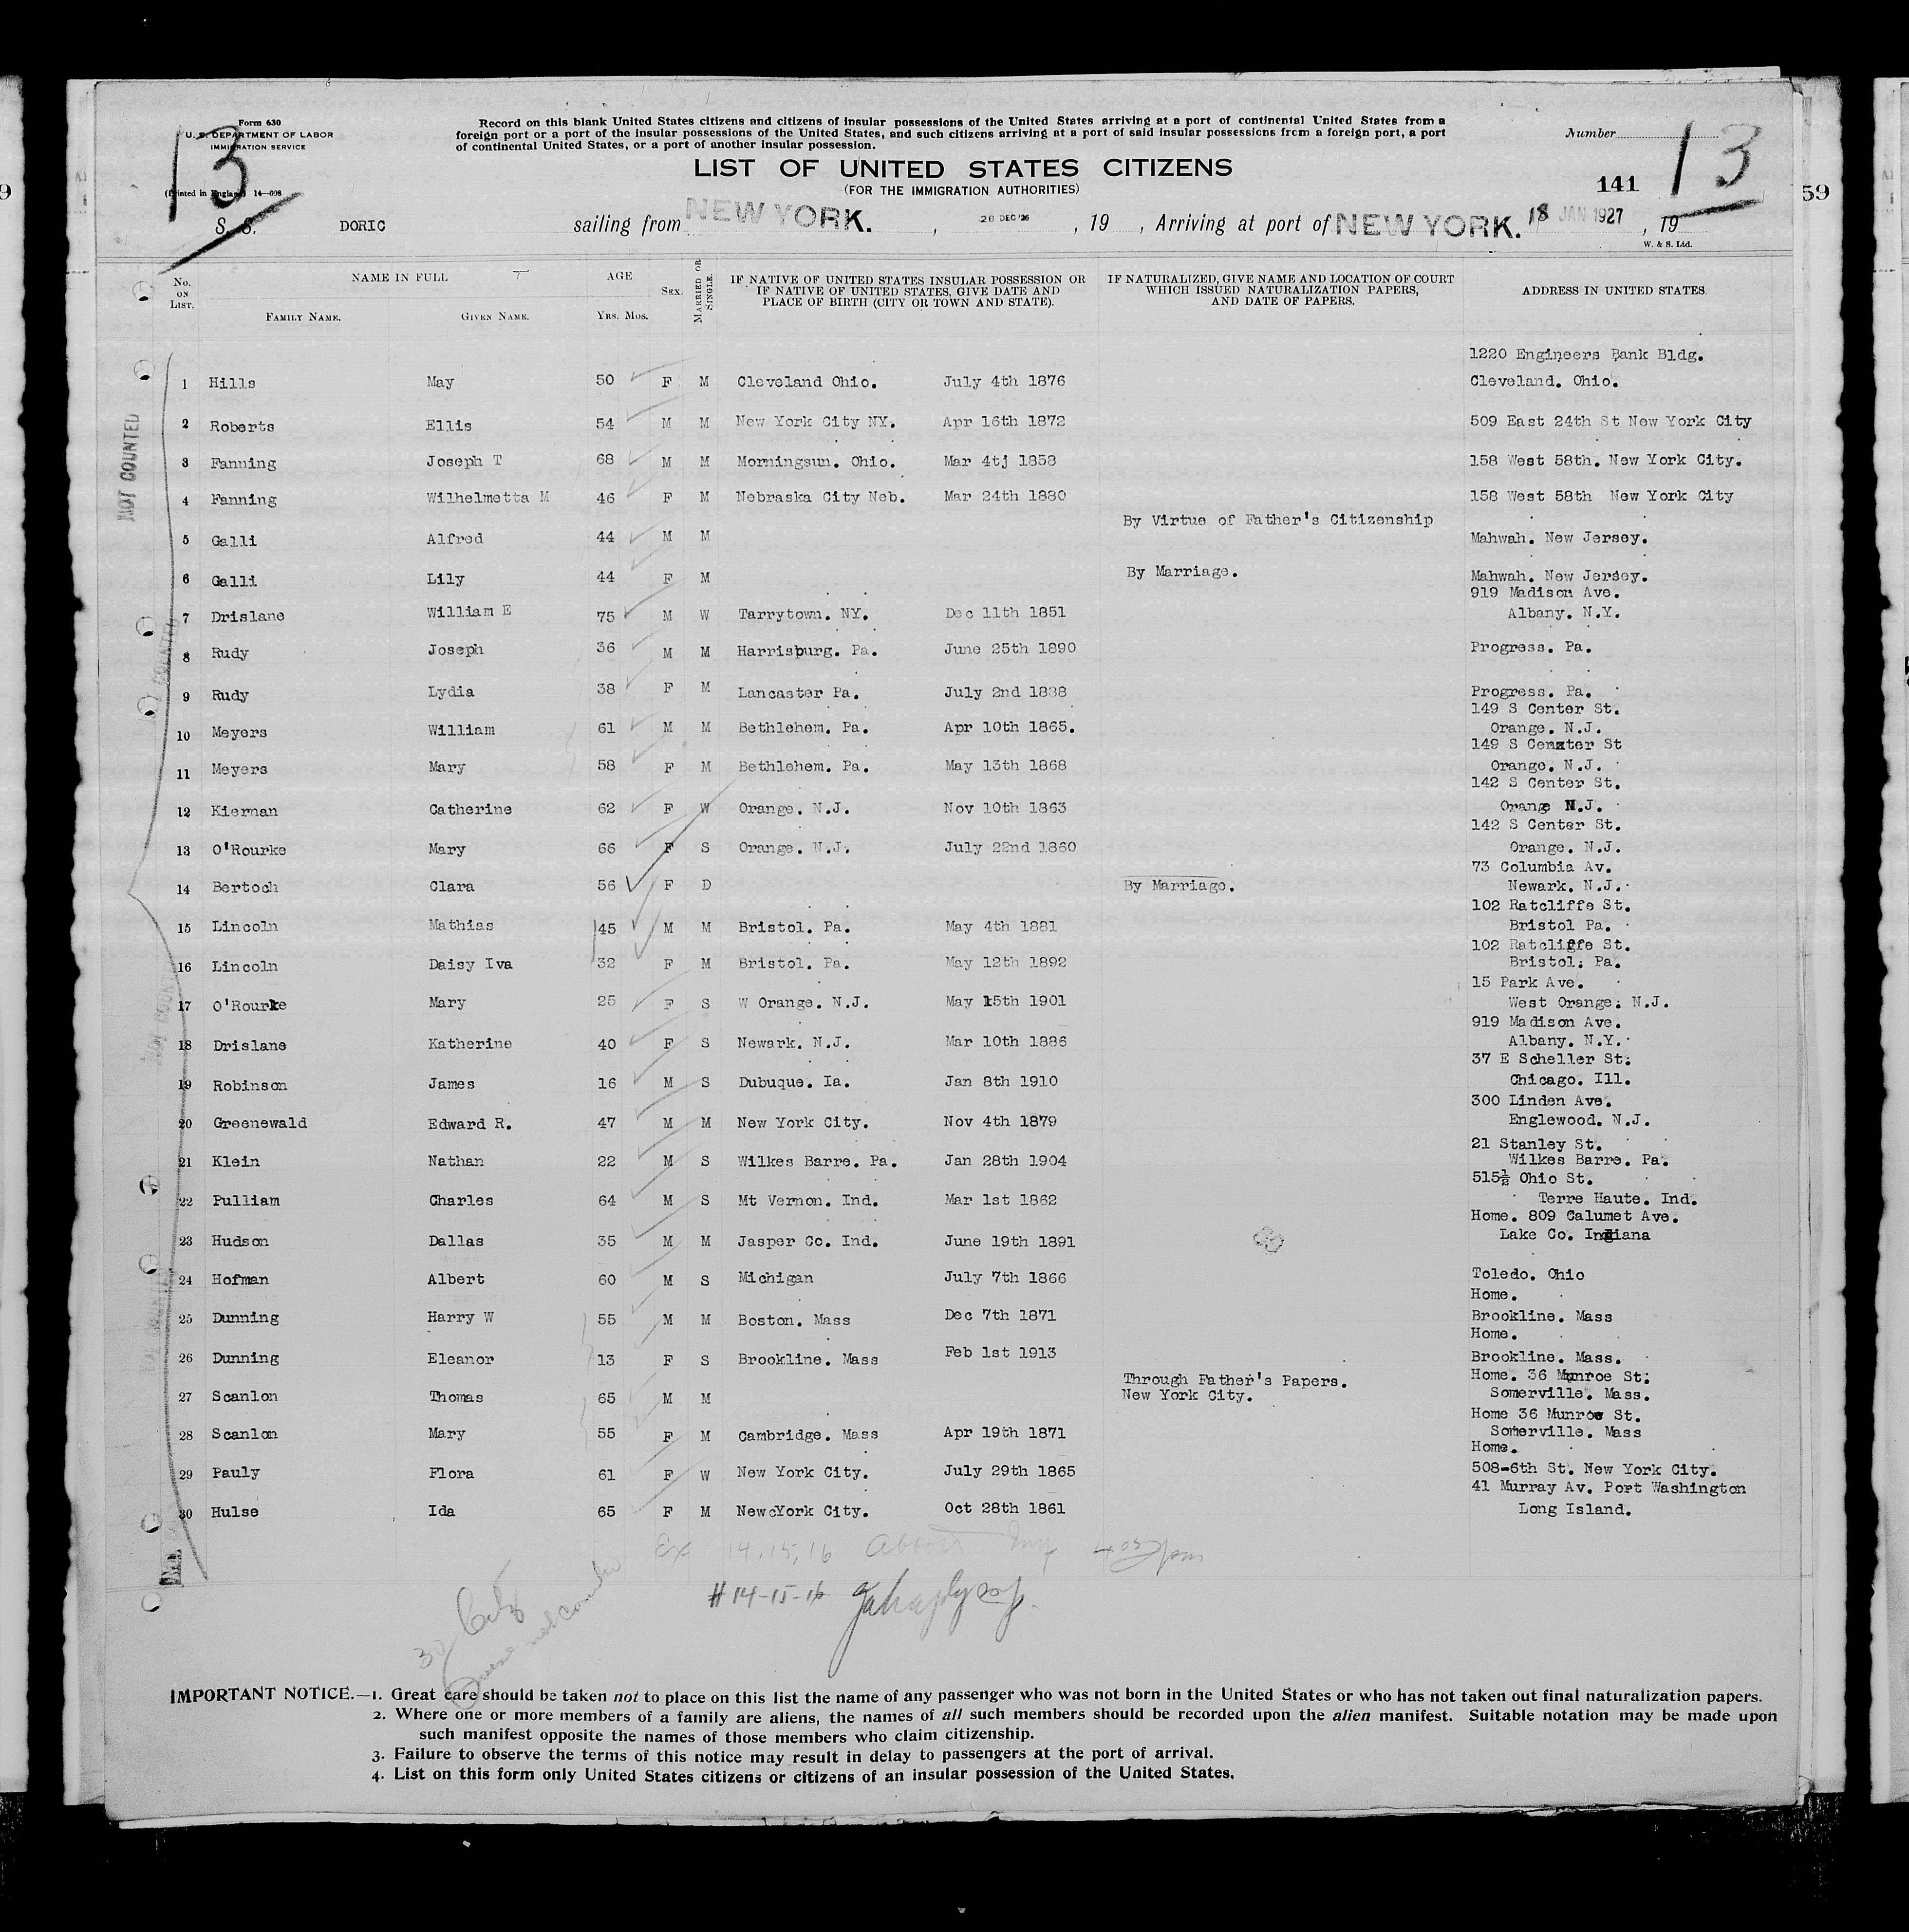 Form 630
U. S. DEPARTMENT OF LABOR
IMMIGRATION SERVICE
(Printed in England) 14—608
13
Record on this blank United States citizens and citizens of insular possessions of the United States arriving at a port of continental United States from a
foreign port or a port of the insular possessions of the United States, and such citizens arriving at a port of said insular possessions from a foreign port, a port
of continental United States, or a port of another insular possession.
LIST OF UNITED STATES CITIZENS
(FOR THE IMMIGRATION AUTHORITIES)
Number
141
13
59
S. S. DORIC sailing from NEW YORK. , 26 DEC '26 , 19 , Arriving at port of NEW YORK. 18 JAN 1927 , 19
W. & S. Ltd.
No. ON LIST. NAME IN FULL AGE SEX. MARRIED OR SINGLE. IF NATIVE OF UNITED STATES INSULAR POSSESSION OR IF NATIVE OF UNITED STATES, GIVE DATE AND PLACE OF BIRTH (CITY OR TOWN AND STATE). IF NATURALIZED, GIVE NAME AND LOCATION OF COURT WHICH ISSUED NATURALIZATION PAPERS, AND DATE OF PAPERS. ADDRESS IN UNITED STATES.
FAMILY NAME. GIVEN NAME. YRS. MOS.
NOT COUNTED
1220 Engineers Bank Bldg.
1 Hills May 50 F M Cleveland Ohio. July 4th 1876 Cleveland. Ohio.
2 Roberts Ellis 54 M M New York City NY. Apr 16th 1872 509 East 24th St New York City
3 Fanning Joseph T 68 M M Morningsun. Ohio. Mar 4tj 1858 158 West 58th. New York City.
4 Fanning Wilhelmetta M 46 F M Nebraska City Neb. Mar 24th 1880 158 West 58th New York City
By Virtue of Father's Citizenship
5 Galli Alfred 44 M M Mahwah. New Jersey.
6 Galli Lily 44 F M By Marriage. Mahwah. New Jersey.
919 Madison Ave.
7 Drislane William E 75 M W Tarrytown. NY. Dec 11th 1851 Albany. N.Y.
8 Rudy Joseph 36 M M Harrisburg. Pa. June 25th 1890 Progress. Pa.
9 Rudy Lydia 38 F M Lancaster Pa. July 2nd 1888 Progress. Pa.
149 S Center St.
10 Meyers William 61 M M Bethlehem. Pa. Apr 10th 1865. Orange. N.J.
149 S Cenxter St
11 Meyers Mary 58 F M Bethlehem. Pa. May 13th 1868 Orange. N.J.
142 S Center St.
12 Kiernan Catherine 62 F W Orange. N.J. Nov 10th 1863 Orang N.J.
142 S Center St.
13 O'Rourke Mary 66 F S Orange. N.J. July 22nd 1860 Orange. N.J.
73 Columbia Av.
14 Bertoch Clara 56 F D By Marriage. Newark. N.J.
102 Ratcliffe St.
15 Lincoln Mathias 45 M M Bristol. Pa. May 4th 1881 Bristol Pa.
102 Ratcliffe St.
16 Lincoln Daisy Iva 32 F M Bristol. Pa. May 12th 1892 Bristol. Pa.
15 Park Ave.
17 O'Rourke Mary 25 F S W Orange. N.J. May 15th 1901 West Orange. N.J.
919 Madison Ave.
18 Drislane Katherine 40 F S Newark. N.J. Mar 10th 1886 Albany. N.Y.
37 E Scheller St.
19 Robinson James 16 M S Dubuque. Ia. Jan 8th 1910 Chicago. Ill.
300 Linden Ave.
20 Greenewald Edward R. 47 M M New York City. Nov 4th 1879 Englewood. N.J.
21 Stanley St.
21 Klein Nathan 22 M S Wilkes Barre. Pa. Jan 28th 1904 Wilkes Barre. Pa.
515½ Ohio St.
22 Pulliam Charles 64 M S Mt Vernon. Ind. Mar 1st 1862 Terre Haute. Ind.
Home. 809 Calumet Ave.
23 Hudson Dallas 35 M M Jasper Co. Ind. June 19th 1891 Lake Co. Indiana
24 Hofman Albert 60 M S Michigan July 7th 1866 Toledo. Ohio
Home.
25 Dunning Harry W 55 M M Boston. Mass Dec 7th 1871 Brookline. Mass
Home.
26 Dunning Eleanor 13 F S Brookline. Mass Feb 1st 1913 Brookline. Mass.
Through Father's Papers. Home. 36 Munroe St.
27 Scanlon Thomas 65 M M New York City. Somerville. Mass.
Home 36 Munroe St.
28 Scanlon Mary 55 F M Cambridge. Mass Apr 19th 1871 Somerville. Mass
Home.
29 Pauly Flora 61 F W New York City. July 29th 1865 508-6th St. New York City.
41 Murray Av. Port Washington
30 Hulse Ida 65 F M NewcYork City. Oct 28th 1861 Long Island.
Ex 14, 15, 16
#14-15-16
30
IMPORTANT NOTICE.—1. Great care should be taken not to place on this list the name of any passenger who was not born in the United States or who has not taken out final naturalization papers.
2. Where one or more members of a family are aliens, the names of all such members should be recorded upon the alien manifest. Suitable notation may be made upon
such manifest opposite the names of those members who claim citizenship.
3. Failure to observe the terms of this notice may result in delay to passengers at the port of arrival.
4. List on this form only United States citizens or citizens of an insular possession of the United States.